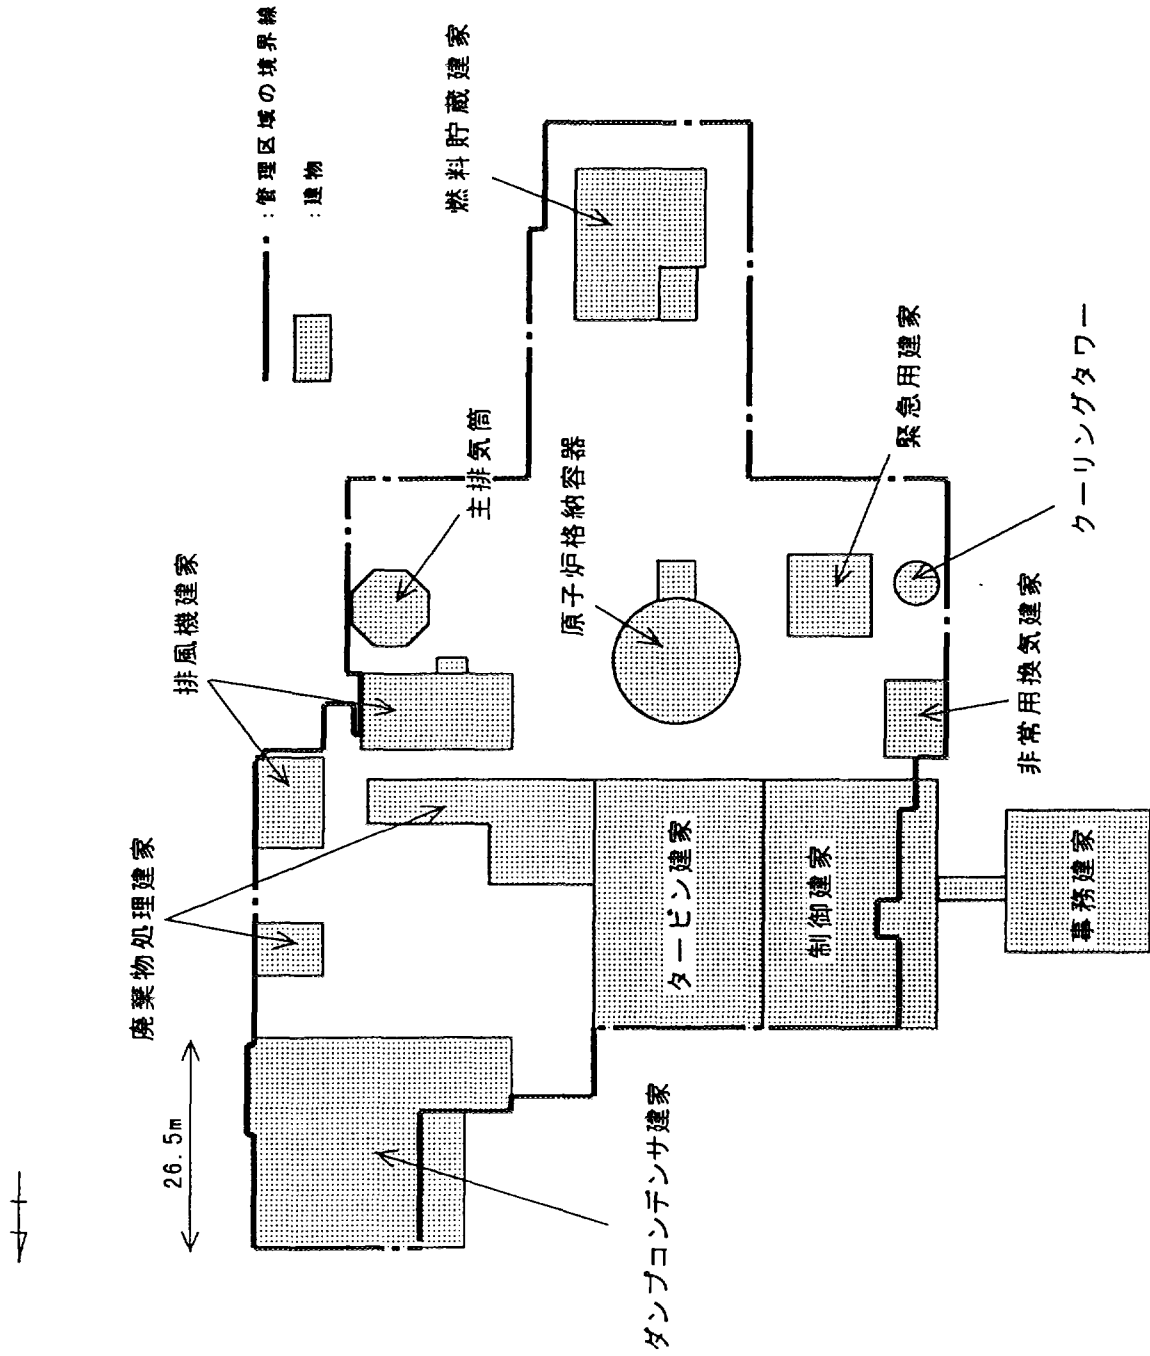 ：管理区域の境界線
：建物
燃料貯蔵建家
主排気筒
原子炉格納容器
緊急用建家
クーリングタワー
排風機建家
非常用換気建家
廃棄物処理建家
タービン建家
制御建家
事務建家
26.5m
ダンプコンデンサ建家